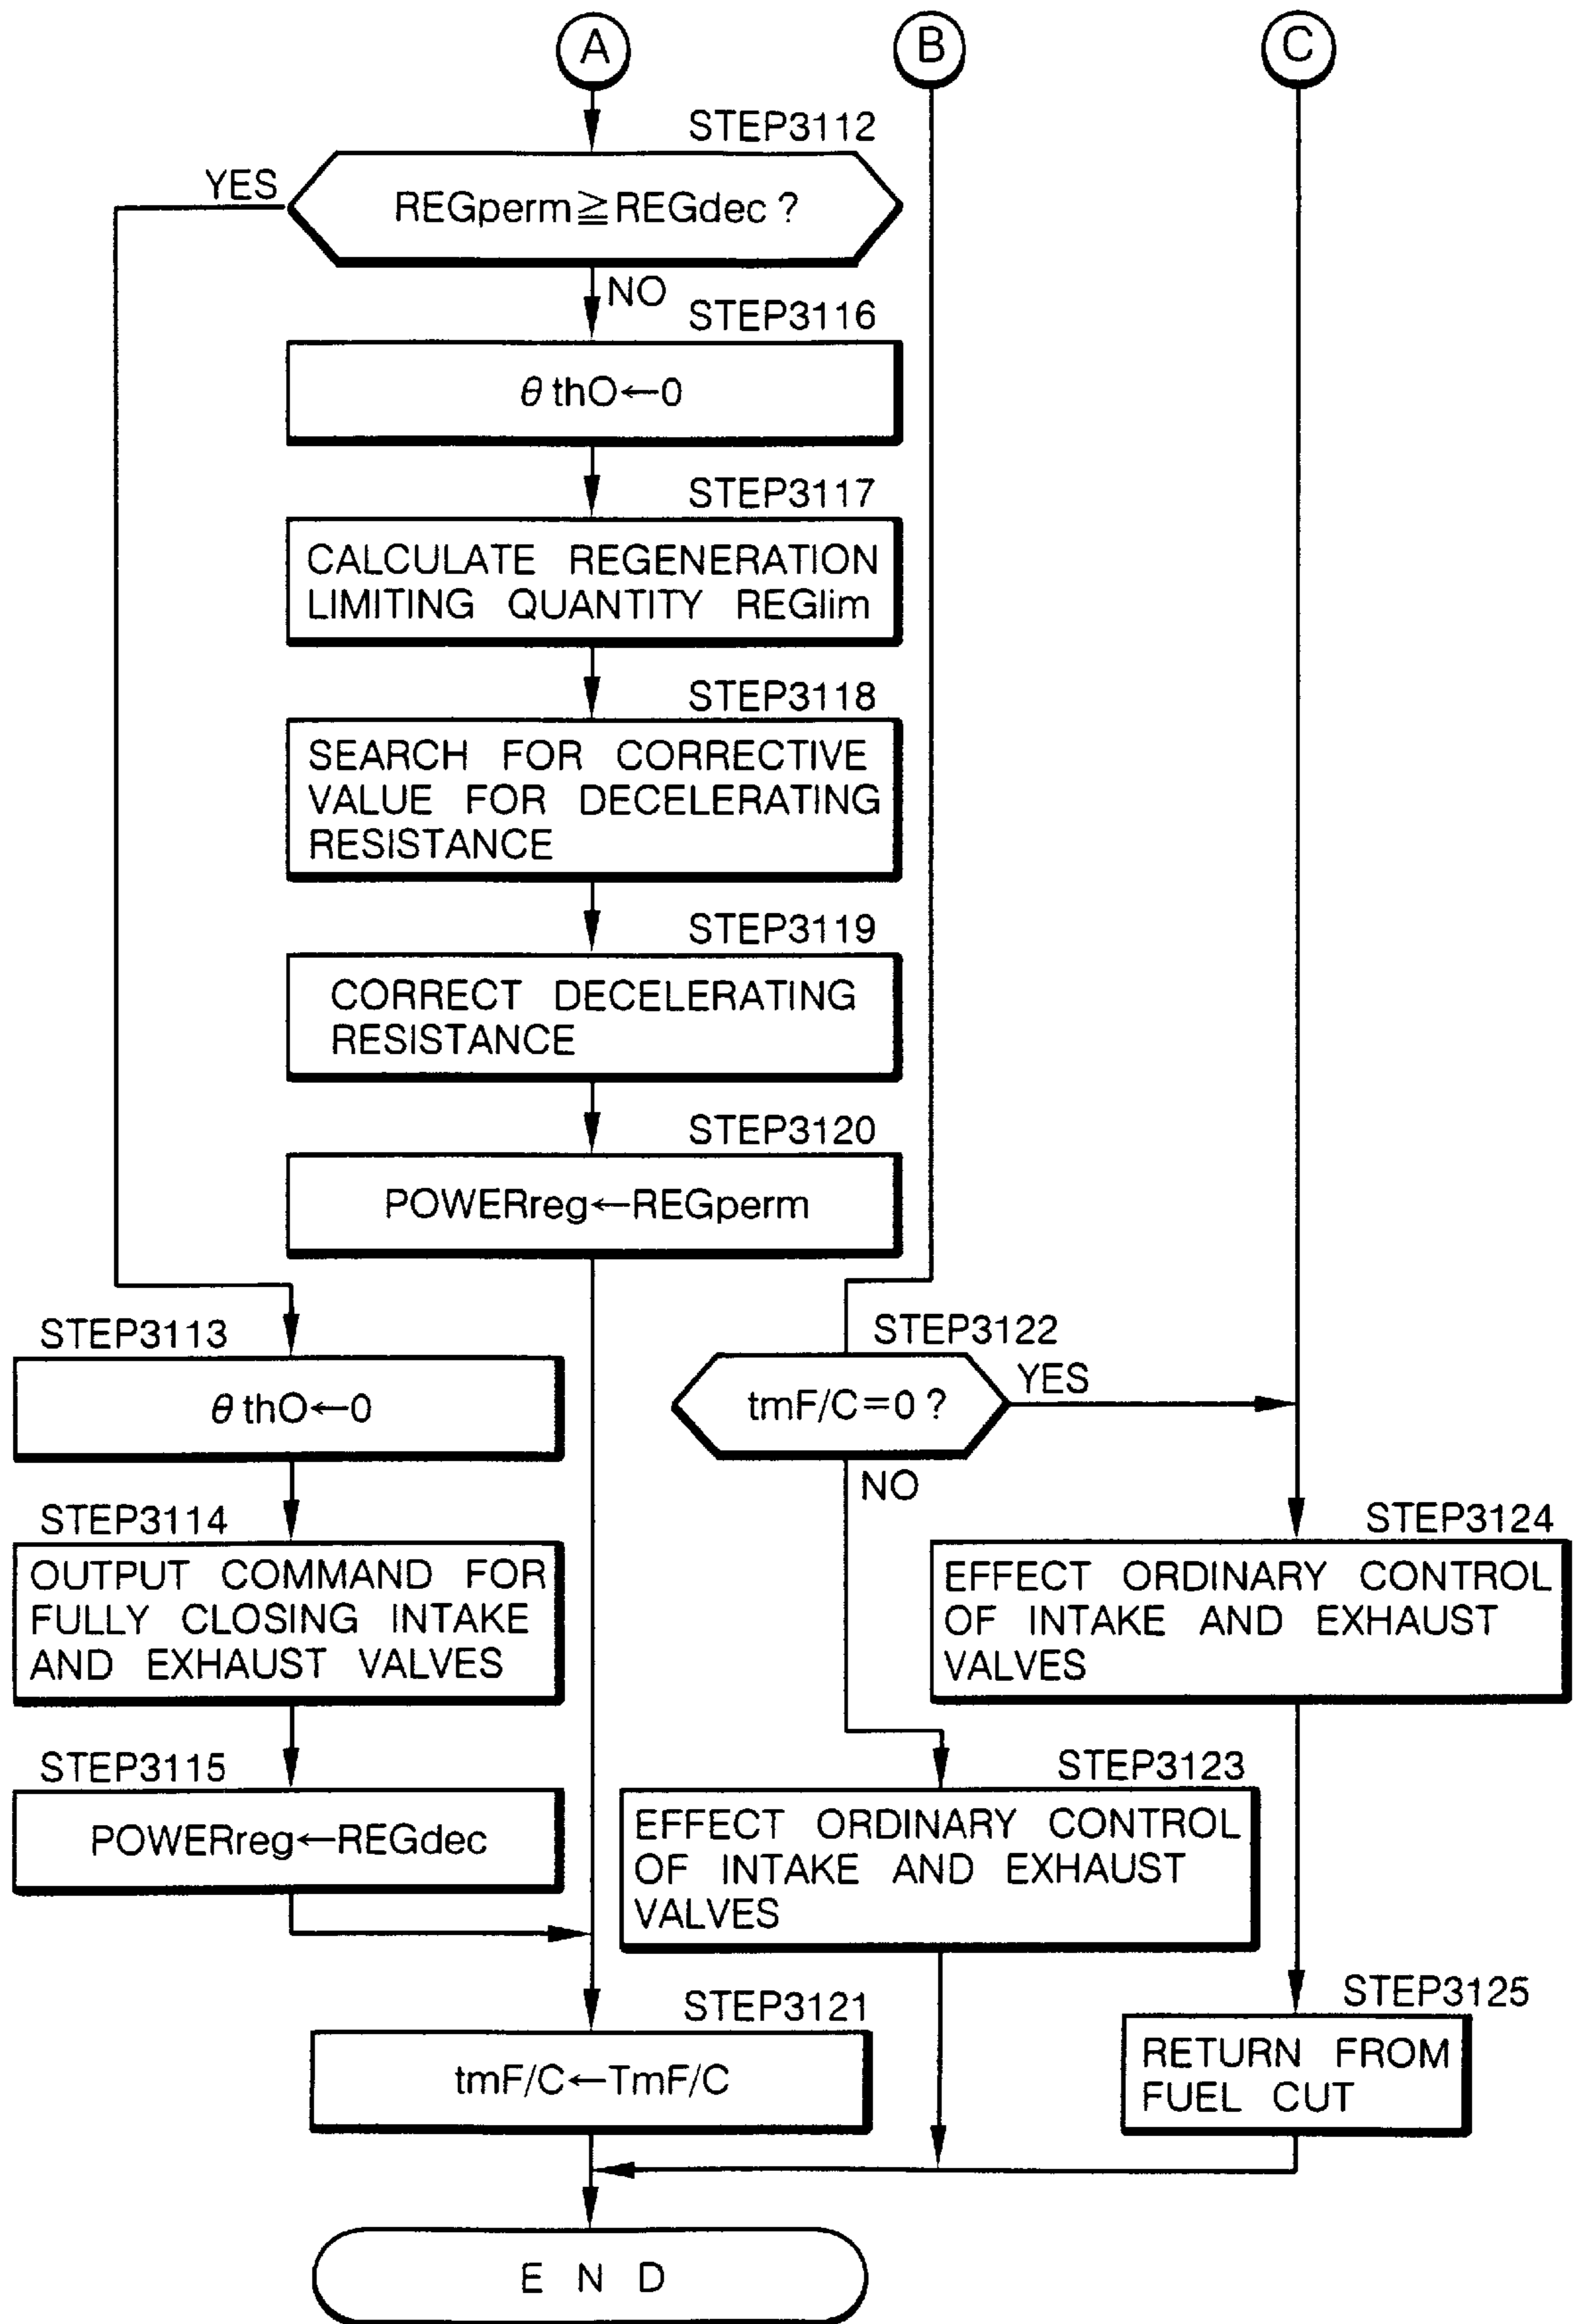 A
B
C
STEP3112
YES
REGperm≧REGdec ?
NO
STEP3116
θ thO←0
STEP3117
CALCULATE REGENERATION
LIMITING QUANTITY REGlim
STEP3118
SEARCH FOR CORRECTIVE
VALUE FOR DECELERATING
RESISTANCE
STEP3119
CORRECT DECELERATING
RESISTANCE
STEP3120
POWERreg←REGperm
STEP3113
θ thO←0
STEP3114
OUTPUT COMMAND FOR
FULLY CLOSING INTAKE
AND EXHAUST VALVES
STEP3115
POWERreg←REGdec
STEP3122
tmF/C=0 ?
YES
NO
STEP3124
EFFECT ORDINARY CONTROL
OF INTAKE AND EXHAUST
VALVES
STEP3123
EFFECT ORDINARY CONTROL
OF INTAKE AND EXHAUST
VALVES
STEP3125
RETURN FROM
FUEL CUT
STEP3121
tmF/C←TmF/C
END